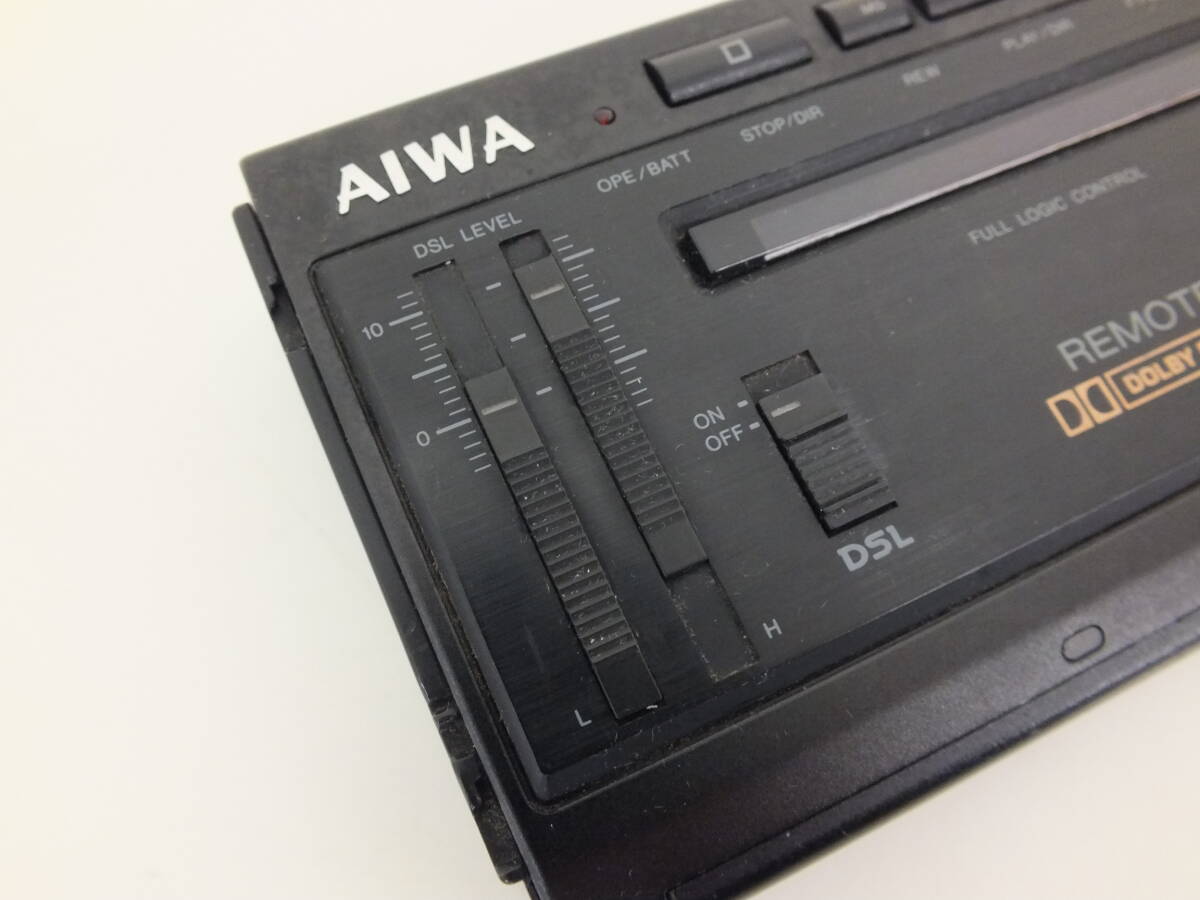 AIWA
OPE/BATT
STOP/DIR
REW
PLAY/DIR
DSL LEVEL
FULL LOGIC CONTROL
10
0
ON
OFF
DSL
REMOTE
DOLBY
H
L